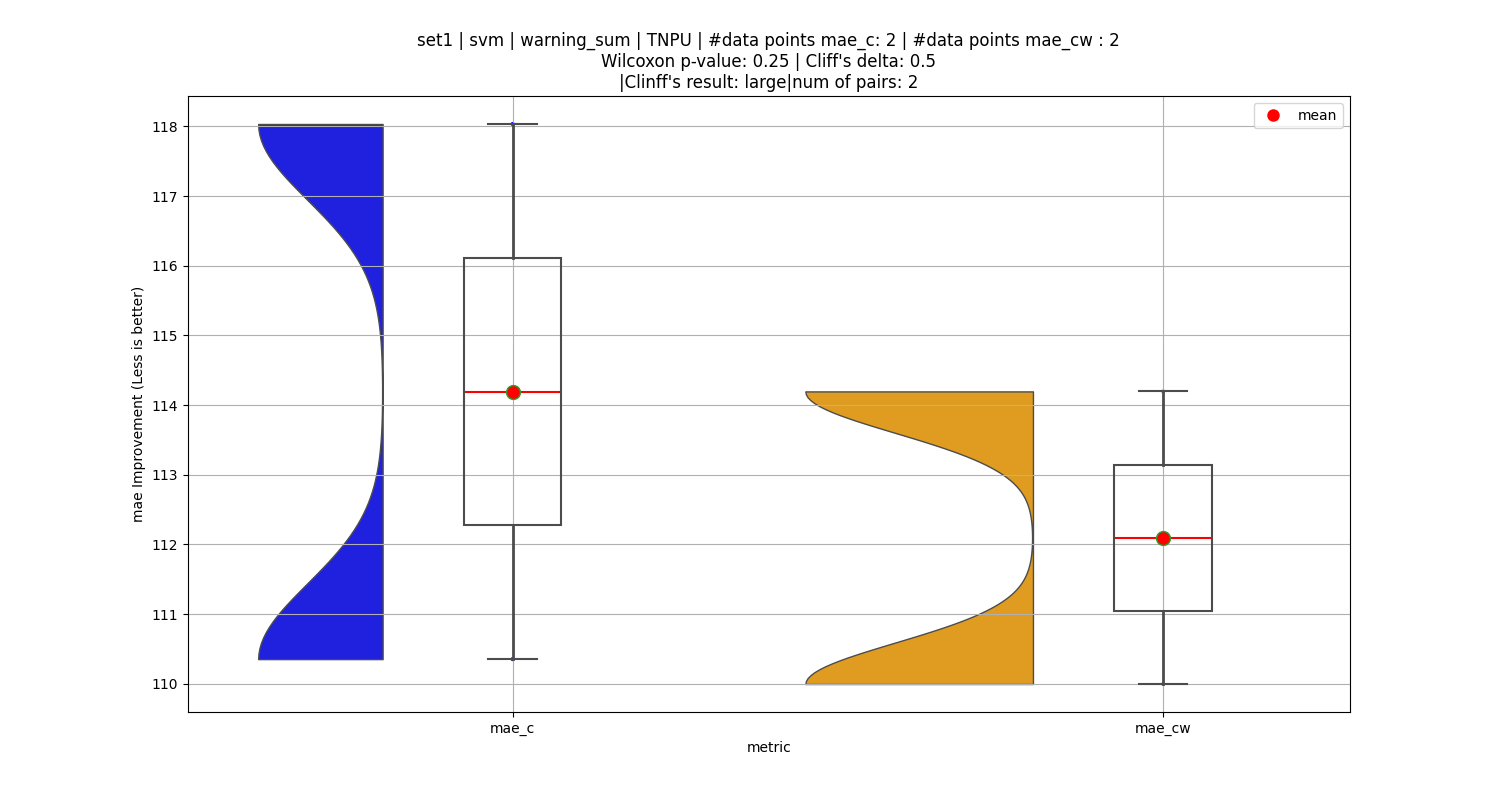 set1 | svm | warning_sum | TNPU | #data points mae_c: 2 | #data points mae_cw : 2
Wilcoxon p-value: 0.25 | Cliff's delta: 0.5
|Clinff's result: large|num of pairs: 2
mean
118
117
116
115
114
113
112
111
110
mae Improvement (Less is better)
mae_c
mae_cw
metric